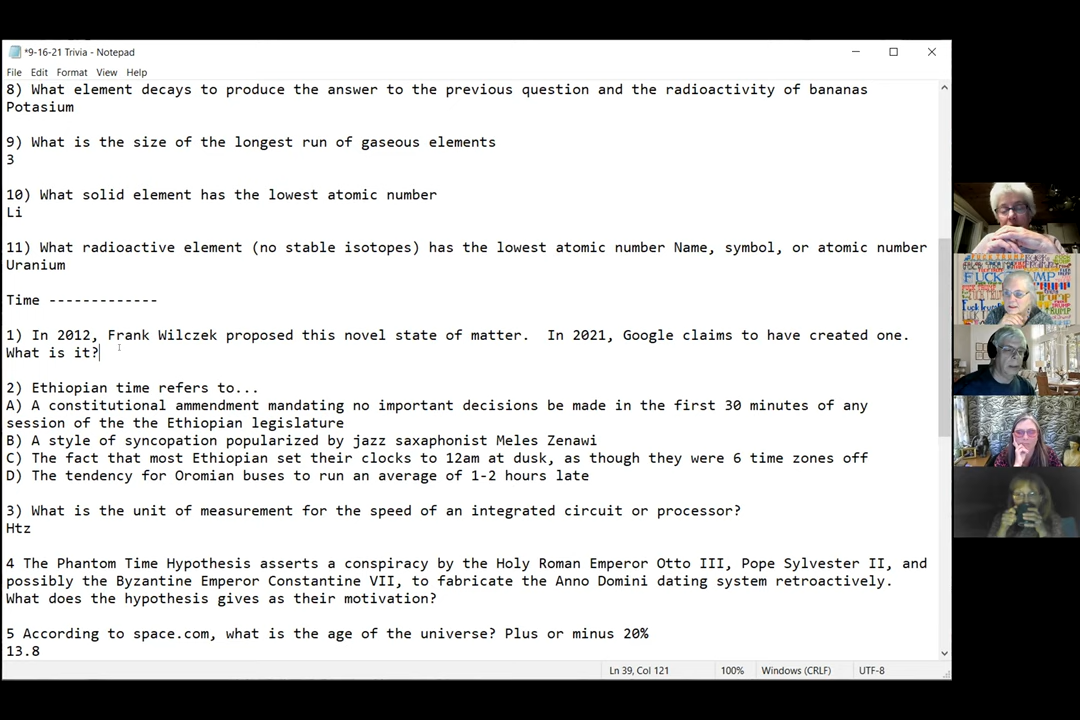 *9-16-21 Trivia - Notepad
File Edit Format View Help
8) What element decays to produce the answer to the previous question and the radioactivity of bananas
Potasium
9) What is the size of the longest run of gaseous elements
3
10) What solid element has the lowest atomic number
Li
11) What radioactive element (no stable isotopes) has the lowest atomic number Name, symbol, or atomic number
Uranium
Time -------------
1) In 2012, Frank Wilczek proposed this novel state of matter.  In 2021, Google claims to have created one.
What is it?
2) Ethiopian time refers to...
A) A constitutional ammendment mandating no important decisions be made in the first 30 minutes of any
session of the the Ethiopian legislature
B) A style of syncopation popularized by jazz saxaphonist Meles Zenawi
C) The fact that most Ethiopian set their clocks to 12am at dusk, as though they were 6 time zones off
D) The tendency for Oromian buses to run an average of 1-2 hours late
3) What is the unit of measurement for the speed of an integrated circuit or processor?
Htz
4 The Phantom Time Hypothesis asserts a conspiracy by the Holy Roman Emperor Otto III, Pope Sylvester II, and
possibly the Byzantine Emperor Constantine VII, to fabricate the Anno Domini dating system retroactively.
What does the hypothesis gives as their motivation?
5 According to space.com, what is the age of the universe? Plus or minus 20%
13.8
Ln 39, Col 121 100% Windows (CRLF) UTF-8
FUCK TRUMP